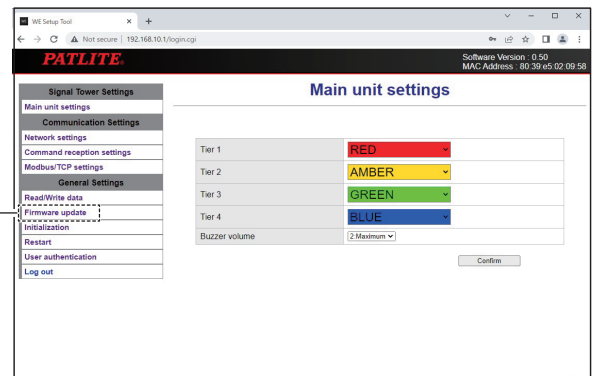 WE Setup Tool
Not secure | 192.168.10.1/login.cgi
PATLITE
Software Version : 0.50
MAC Address : 80:39:e5:02:09:58
Signal Tower Settings
Main unit settings
Communication Settings
Network settings
Command reception settings
Modbus/TCP settings
General Settings
Read/Write data
Firmware update
Initialization
Restart
User authentication
Log out
Main unit settings
Tier 1 RED
Tier 2 AMBER
Tier 3 GREEN
Tier 4 BLUE
Buzzer volume 2:Maximum
Confirm